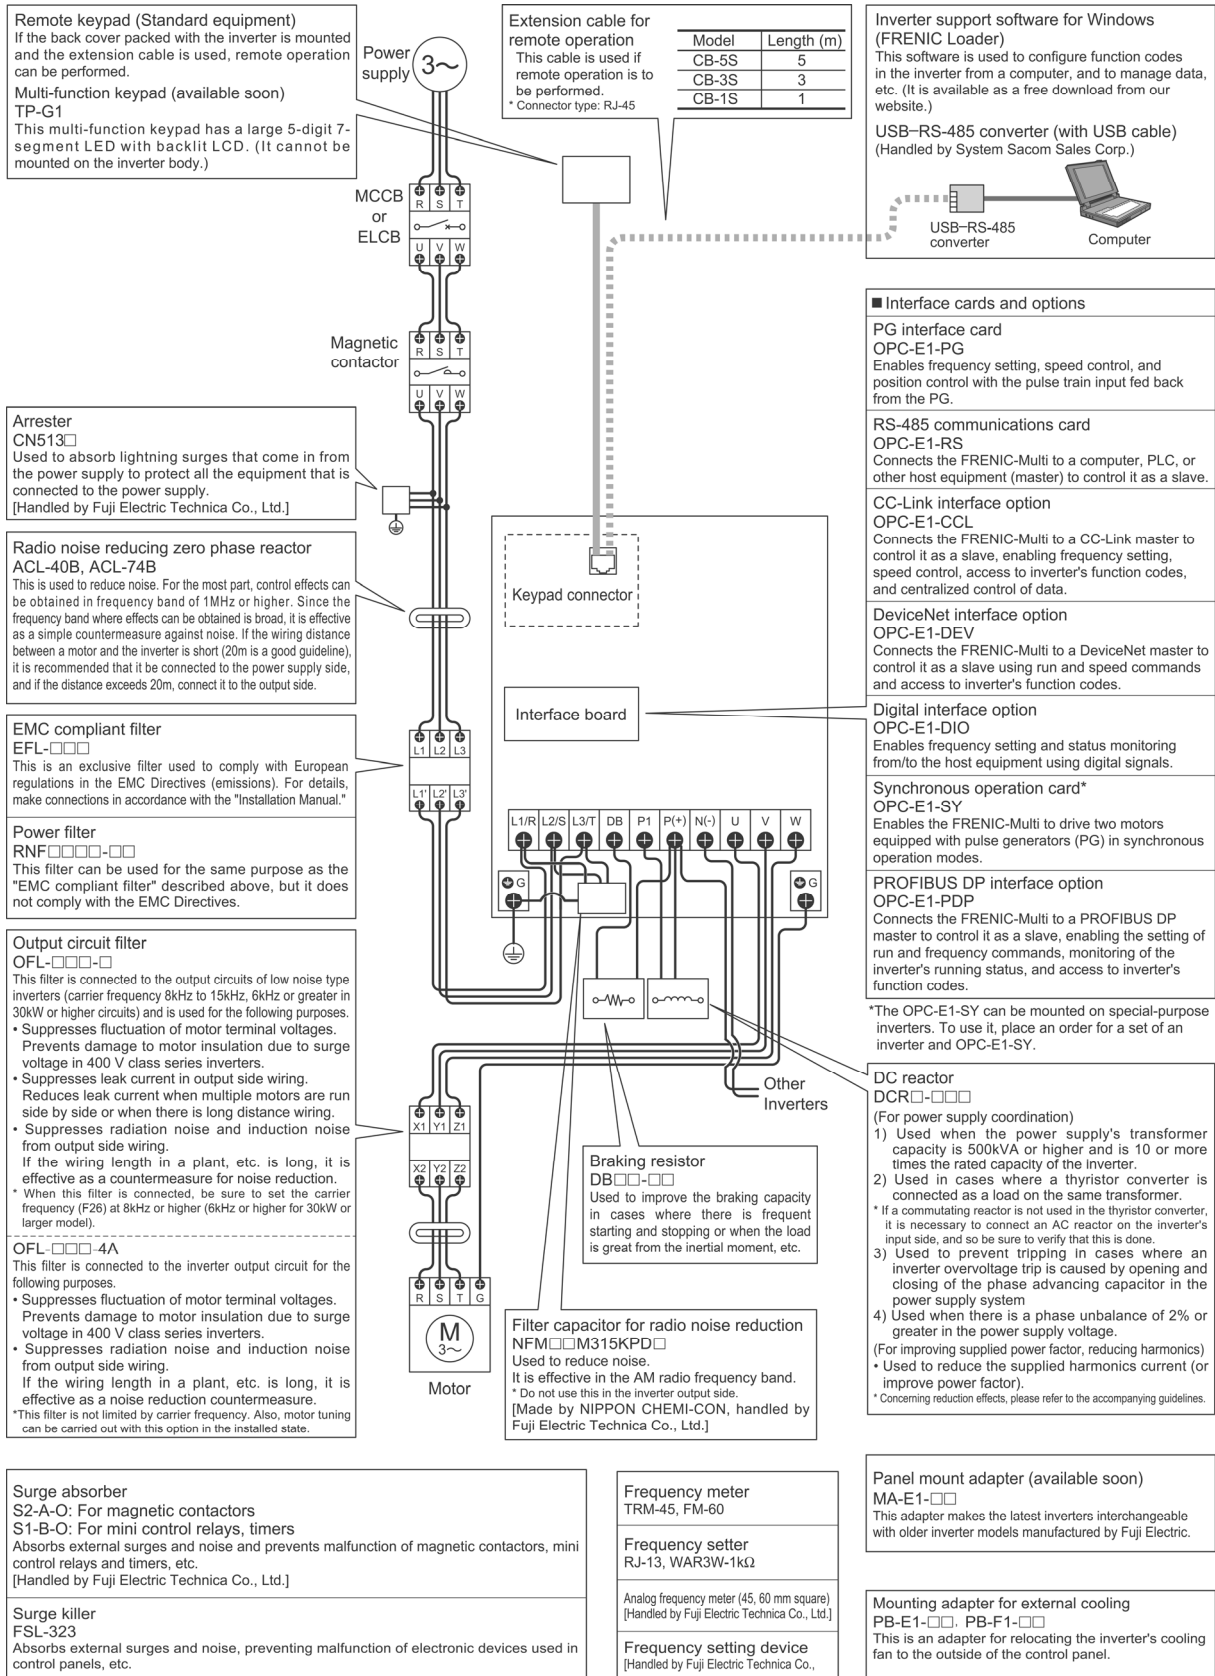 Remote keypad (Standard equipment)
If the back cover packed with the inverter is mounted
and the extension cable is used, remote operation
can be performed.
Multi-function keypad (available soon)
TP-G1
This multi-function keypad has a large 5-digit 7-
segment LED with backlit LCD. (It cannot be
mounted on the inverter body.)
Power
supply
3~
Extension cable for
remote operation
This cable is used if
remote operation is to
be performed.
* Connector type: RJ-45
Model Length (m)
CB-5S 5
CB-3S 3
CB-1S 1
Inverter support software for Windows
(FRENIC Loader)
This software is used to configure function codes
in the inverter from a computer, and to manage data,
etc. (It is available as a free download from our
website.)
USB−RS-485 converter (with USB cable)
(Handled by System Sacom Sales Corp.)
USB−RS-485
converter
Computer
MCCB
or
ELCB
R S T
U V W
Magnetic
contactor
R S T
U V W
Arrester
CN513□
Used to absorb lightning surges that come in from
the power supply to protect all the equipment that is
connected to the power supply.
[Handled by Fuji Electric Technica Co., Ltd.]
Radio noise reducing zero phase reactor
ACL-40B, ACL-74B
This is used to reduce noise. For the most part, control effects can
be obtained in frequency band of 1MHz or higher. Since the
frequency band where effects can be obtained is broad, it is effective
as a simple countermeasure against noise. If the wiring distance
between a motor and the inverter is short (20m is a good guideline),
it is recommended that it be connected to the power supply side,
and if the distance exceeds 20m, connect it to the output side.
EMC compliant filter
EFL-□□□
This is an exclusive filter used to comply with European
regulations in the EMC Directives (emissions). For details,
make connections in accordance with the "Installation Manual."
Power filter
RNF□□□□-□□
This filter can be used for the same purpose as the
"EMC compliant filter" described above, but it does
not comply with the EMC Directives.
L1 L2 L3
L1' L2' L3'
Keypad connector
Interface board
L1/R L2/S L3/T DB P1 P(+) N(-) U V W
G
G
■ Interface cards and options
PG interface card
OPC-E1-PG
Enables frequency setting, speed control, and
position control with the pulse train input fed back
from the PG.
RS-485 communications card
OPC-E1-RS
Connects the FRENIC-Multi to a computer, PLC, or
other host equipment (master) to control it as a slave.
CC-Link interface option
OPC-E1-CCL
Connects the FRENIC-Multi to a CC-Link master to
control it as a slave, enabling frequency setting,
speed control, access to inverter's function codes,
and centralized control of data.
DeviceNet interface option
OPC-E1-DEV
Connects the FRENIC-Multi to a DeviceNet master to
control it as a slave using run and speed commands
and access to inverter's function codes.
Digital interface option
OPC-E1-DIO
Enables frequency setting and status monitoring
from/to the host equipment using digital signals.
Synchronous operation card*
OPC-E1-SY
Enables the FRENIC-Multi to drive two motors
equipped with pulse generators (PG) in synchronous
operation modes.
PROFIBUS DP interface option
OPC-E1-PDP
Connects the FRENIC-Multi to a PROFIBUS DP
master to control it as a slave, enabling the setting of
run and frequency commands, monitoring of the
inverter's running status, and access to inverter's
function codes.
*The OPC-E1-SY can be mounted on special-purpose
inverters. To use it, place an order for a set of an
inverter and OPC-E1-SY.
Output circuit filter
OFL-□□□-□
This filter is connected to the output circuits of low noise type
inverters (carrier frequency 8kHz to 15kHz, 6kHz or greater in
30kW or higher circuits) and is used for the following purposes.
• Suppresses fluctuation of motor terminal voltages.
Prevents damage to motor insulation due to surge
voltage in 400 V class series inverters.
• Suppresses leak current in output side wiring.
Reduces leak current when multiple motors are run
side by side or when there is long distance wiring.
• Suppresses radiation noise and induction noise
from output side wiring.
If the wiring length in a plant, etc. is long, it is
effective as a countermeasure for noise reduction.
* When this filter is connected, be sure to set the carrier
frequency (F26) at 8kHz or higher (6kHz or higher for 30kW or
larger model).
OFL-□□□-4A
This filter is connected to the inverter output circuit for the
following purposes.
• Suppresses fluctuation of motor terminal voltages.
Prevents damage to motor insulation due to surge
voltage in 400 V class series inverters.
• Suppresses radiation noise and induction noise
from output side wiring.
If the wiring length in a plant, etc. is long, it is
effective as a noise reduction countermeasure.
*This filter is not limited by carrier frequency. Also, motor tuning
can be carried out with this option in the installed state.
X1 Y1 Z1
X2 Y2 Z2
R S T G
M
3~
Motor
Other
Inverters
Braking resistor
DB□□-□□
Used to improve the braking capacity
in cases where there is frequent
starting and stopping or when the load
is great from the inertial moment, etc.
Filter capacitor for radio noise reduction
NFM□□M315KPD□
Used to reduce noise.
It is effective in the AM radio frequency band.
* Do not use this in the inverter output side.
[Made by NIPPON CHEMI-CON, handled by
Fuji Electric Technica Co., Ltd.]
DC reactor
DCR□-□□□
(For power supply coordination)
1) Used when the power supply's transformer
capacity is 500kVA or higher and is 10 or more
times the rated capacity of the inverter.
2) Used in cases where a thyristor converter is
connected as a load on the same transformer.
* If a commutating reactor is not used in the thyristor converter,
it is necessary to connect an AC reactor on the inverter's
input side, and so be sure to verify that this is done.
3) Used to prevent tripping in cases where an
inverter overvoltage trip is caused by opening and
closing of the phase advancing capacitor in the
power supply system
4) Used when there is a phase unbalance of 2% or
greater in the power supply voltage.
(For improving supplied power factor, reducing harmonics)
• Used to reduce the supplied harmonics current (or
improve power factor).
* Concerning reduction effects, please refer to the accompanying guidelines.
Surge absorber
S2-A-O: For magnetic contactors
S1-B-O: For mini control relays, timers
Absorbs external surges and noise and prevents malfunction of magnetic contactors, mini
control relays and timers, etc.
[Handled by Fuji Electric Technica Co., Ltd.]
Surge killer
FSL-323
Absorbs external surges and noise, preventing malfunction of electronic devices used in
control panels, etc.
Frequency meter
TRM-45, FM-60
Frequency setter
RJ-13, WAR3W-1kΩ
Analog frequency meter (45, 60 mm square)
[Handled by Fuji Electric Technica Co., Ltd.]
Frequency setting device
[Handled by Fuji Electric Technica Co.,
Panel mount adapter (available soon)
MA-E1-□□
This adapter makes the latest inverters interchangeable
with older inverter models manufactured by Fuji Electric.
Mounting adapter for external cooling
PB-E1-□□, PB-F1-□□
This is an adapter for relocating the inverter's cooling
fan to the outside of the control panel.